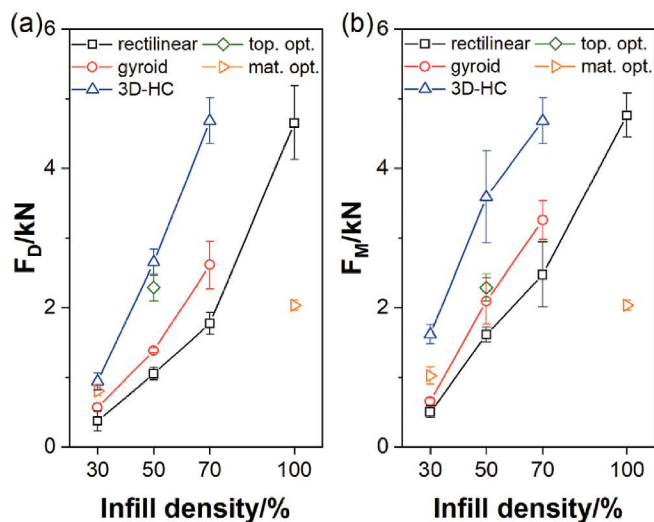 (a)
6
rectilinear
top. opt.
gyroid
mat. opt.
3D-HC
4
2
0
F_D/kN
30
50
70
100
Infill density/%
(b)
6
rectilinear
top. opt.
gyroid
mat. opt.
3D-HC
4
2
0
F_M/kN
30
50
70
100
Infill density/%